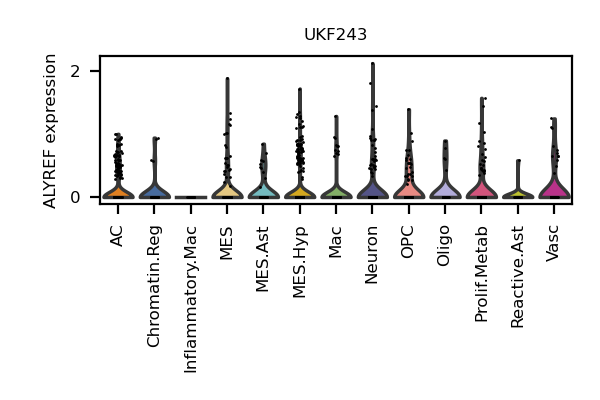 UKF243
ALYREF expression
2
0
AC
Chromatin.Reg
Inflammatory.Mac
MES
MES.Ast
MES.Hyp
Mac
Neuron
OPC
Oligo
Prolif.Metab
Reactive.Ast
Vasc